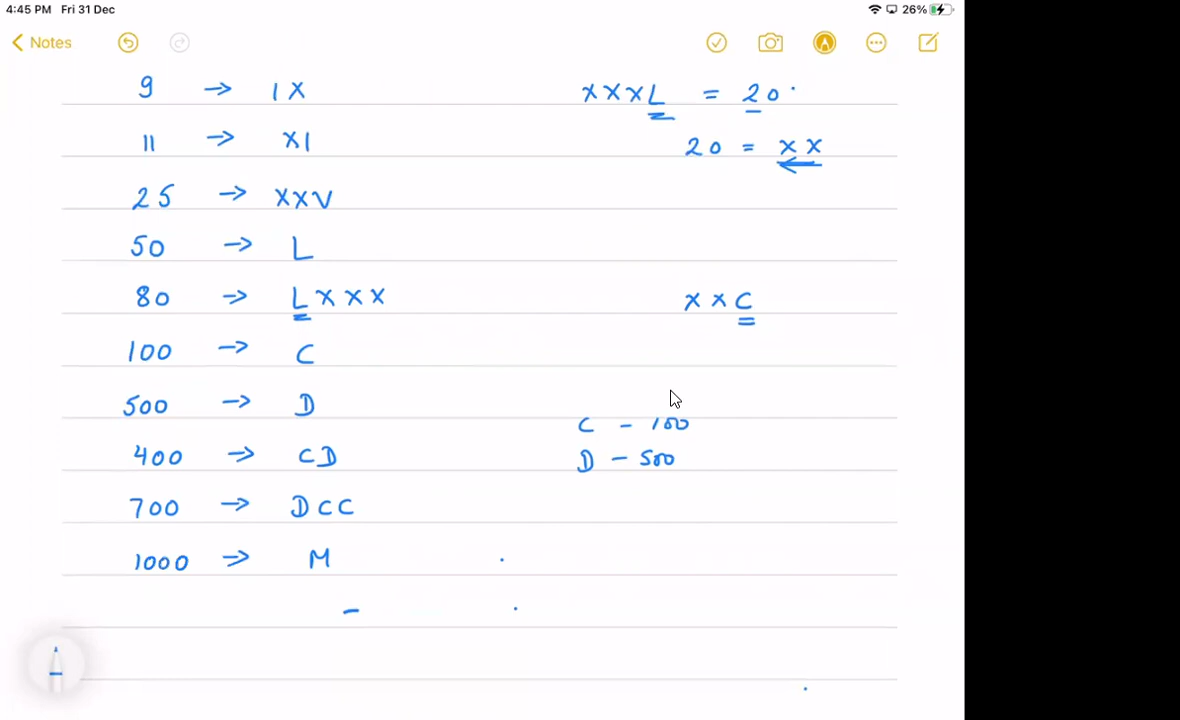 4:45 PM Fri 31 Dec 26%
Notes
9 → IX
XXXL = 20
11 → XI
20 = XX
25 → XXV
50 → L
80 → LXXX
XXC
100 → C
500 → D
C - 100
400 → CD
D - 500
700 → DCC
1000 → M
-